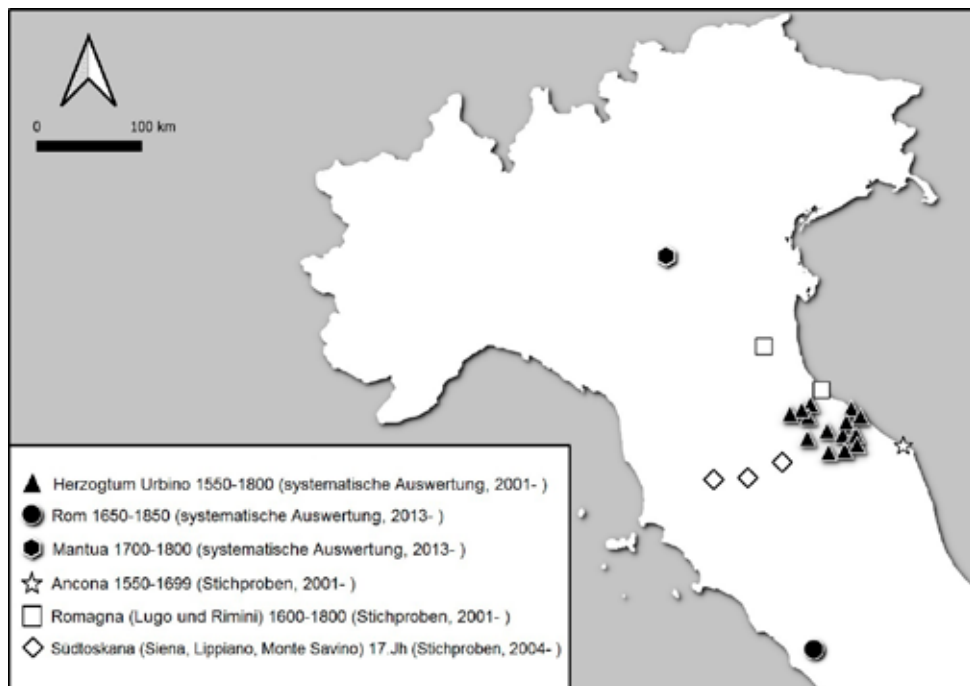 0 100 km
Herzogtum Urbino 1550-1800 (systematische Auswertung, 2001- )
Rom 1650-1850 (systematische Auswertung, 2013- )
Mantua 1700-1800 (systematische Auswertung, 2013- )
Ancona 1550-1699 (Stichproben, 2001- )
Romagna (Lugo und Rimini) 1600-1800 (Stichproben, 2001- )
Südtoskana (Siena, Lippiano, Monte Savino) 17.Jh (Stichproben, 2004- )